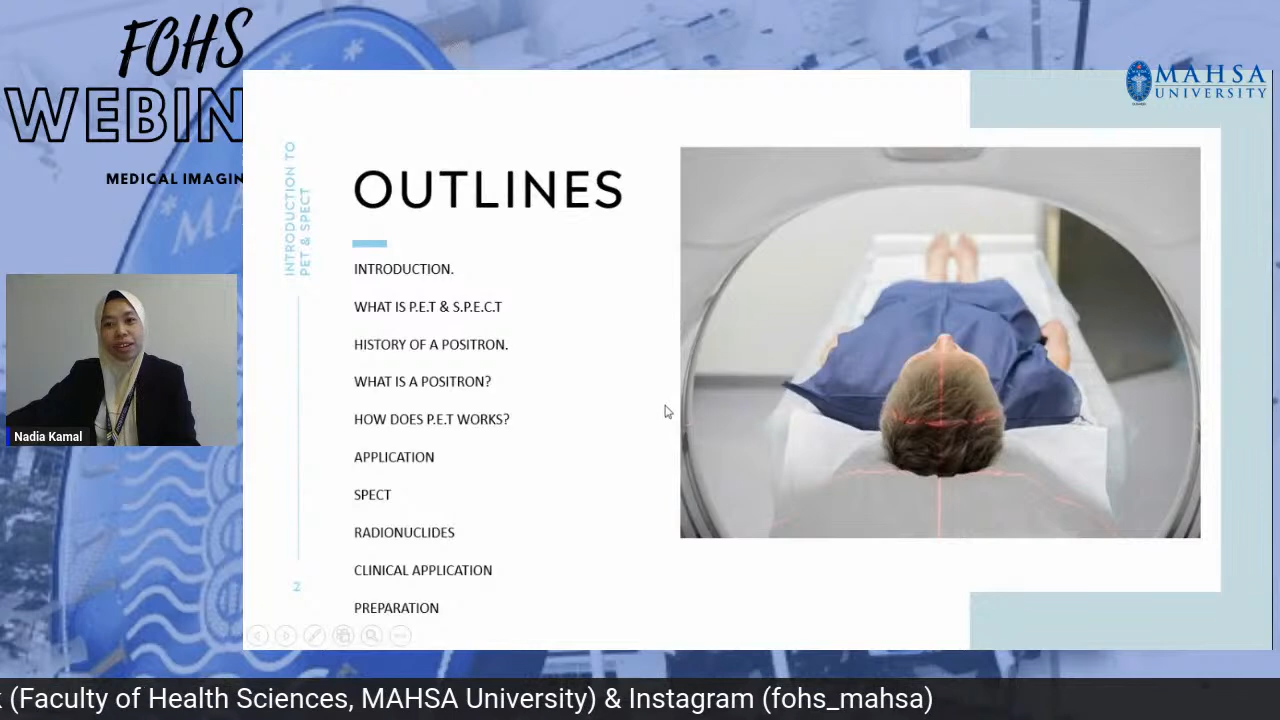 FOHS
WEBIN
MEDICAL IMAGIN
MAHSA
UNIVERSITY
INTRODUCTION TO
PET & SPECT
OUTLINES
INTRODUCTION.
WHAT IS P.E.T & S.P.E.C.T
HISTORY OF A POSITRON.
WHAT IS A POSITRON?
HOW DOES P.E.T WORKS?
APPLICATION
SPECT
RADIONUCLIDES
CLINICAL APPLICATION
PREPARATION
2
Nadia Kamal
(Faculty of Health Sciences, MAHSA University) & Instagram (fohs_mahsa)